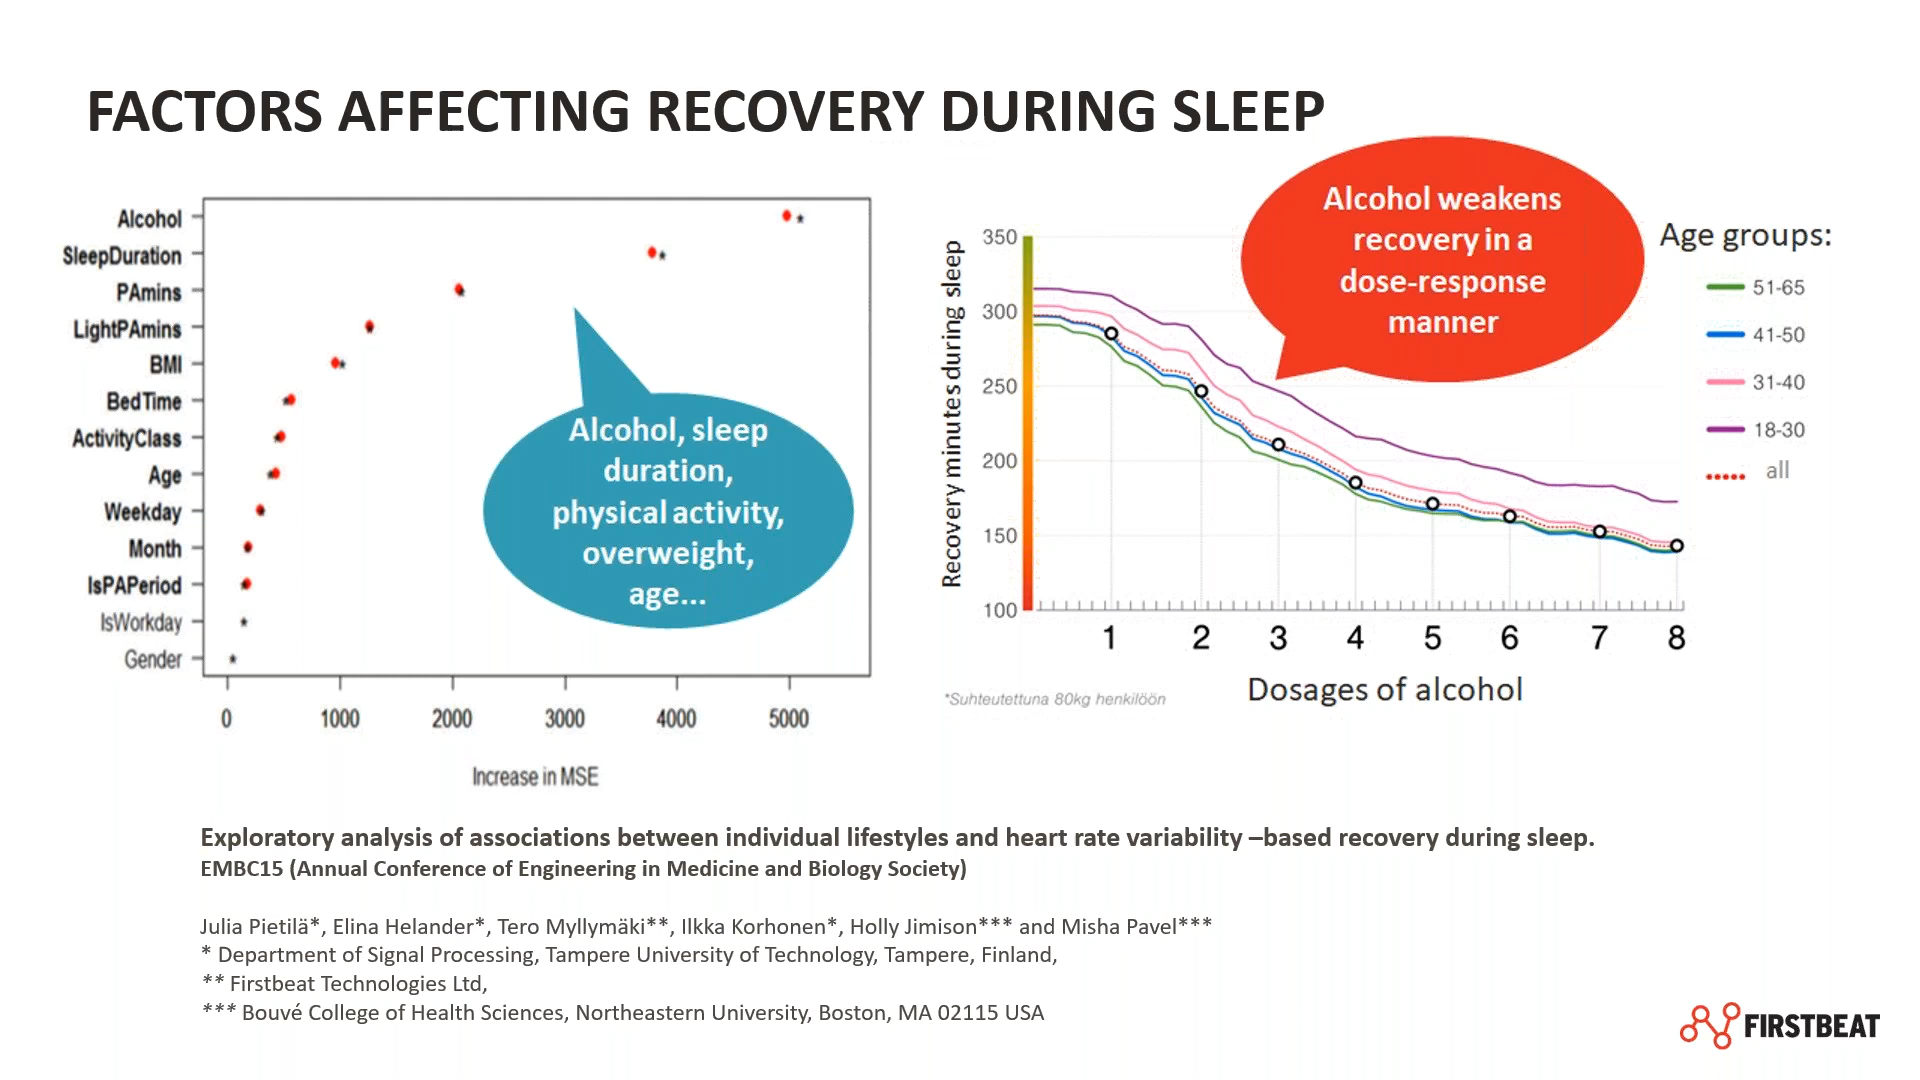 FACTORS AFFECTING RECOVERY DURING SLEEP
Alcohol
SleepDuration
PAmins
LightPAmins
BMI
BedTime
ActivityClass
Age
Weekday
Month
IsPAPeriod
IsWorkday
Gender
0 1000 2000 3000 4000 5000
Increase in MSE
Alcohol, sleep
duration,
physical activity,
overweight,
age...
Alcohol weakens
recovery in a
dose-response
manner
Recovery minutes during sleep
350
300
250
200
150
100
1 2 3 4 5 6 7 8
Dosages of alcohol
*Suhteutettuna 80kg henkilöön
Age groups:
51-65
41-50
31-40
18-30
all
Exploratory analysis of associations between individual lifestyles and heart rate variability –based recovery during sleep.
EMBC15 (Annual Conference of Engineering in Medicine and Biology Society)
Julia Pietilä*, Elina Helander*, Tero Myllymäki**, Ilkka Korhonen*, Holly Jimison*** and Misha Pavel***
* Department of Signal Processing, Tampere University of Technology, Tampere, Finland,
** Firstbeat Technologies Ltd,
*** Bouvé College of Health Sciences, Northeastern University, Boston, MA 02115 USA
FIRSTBEAT